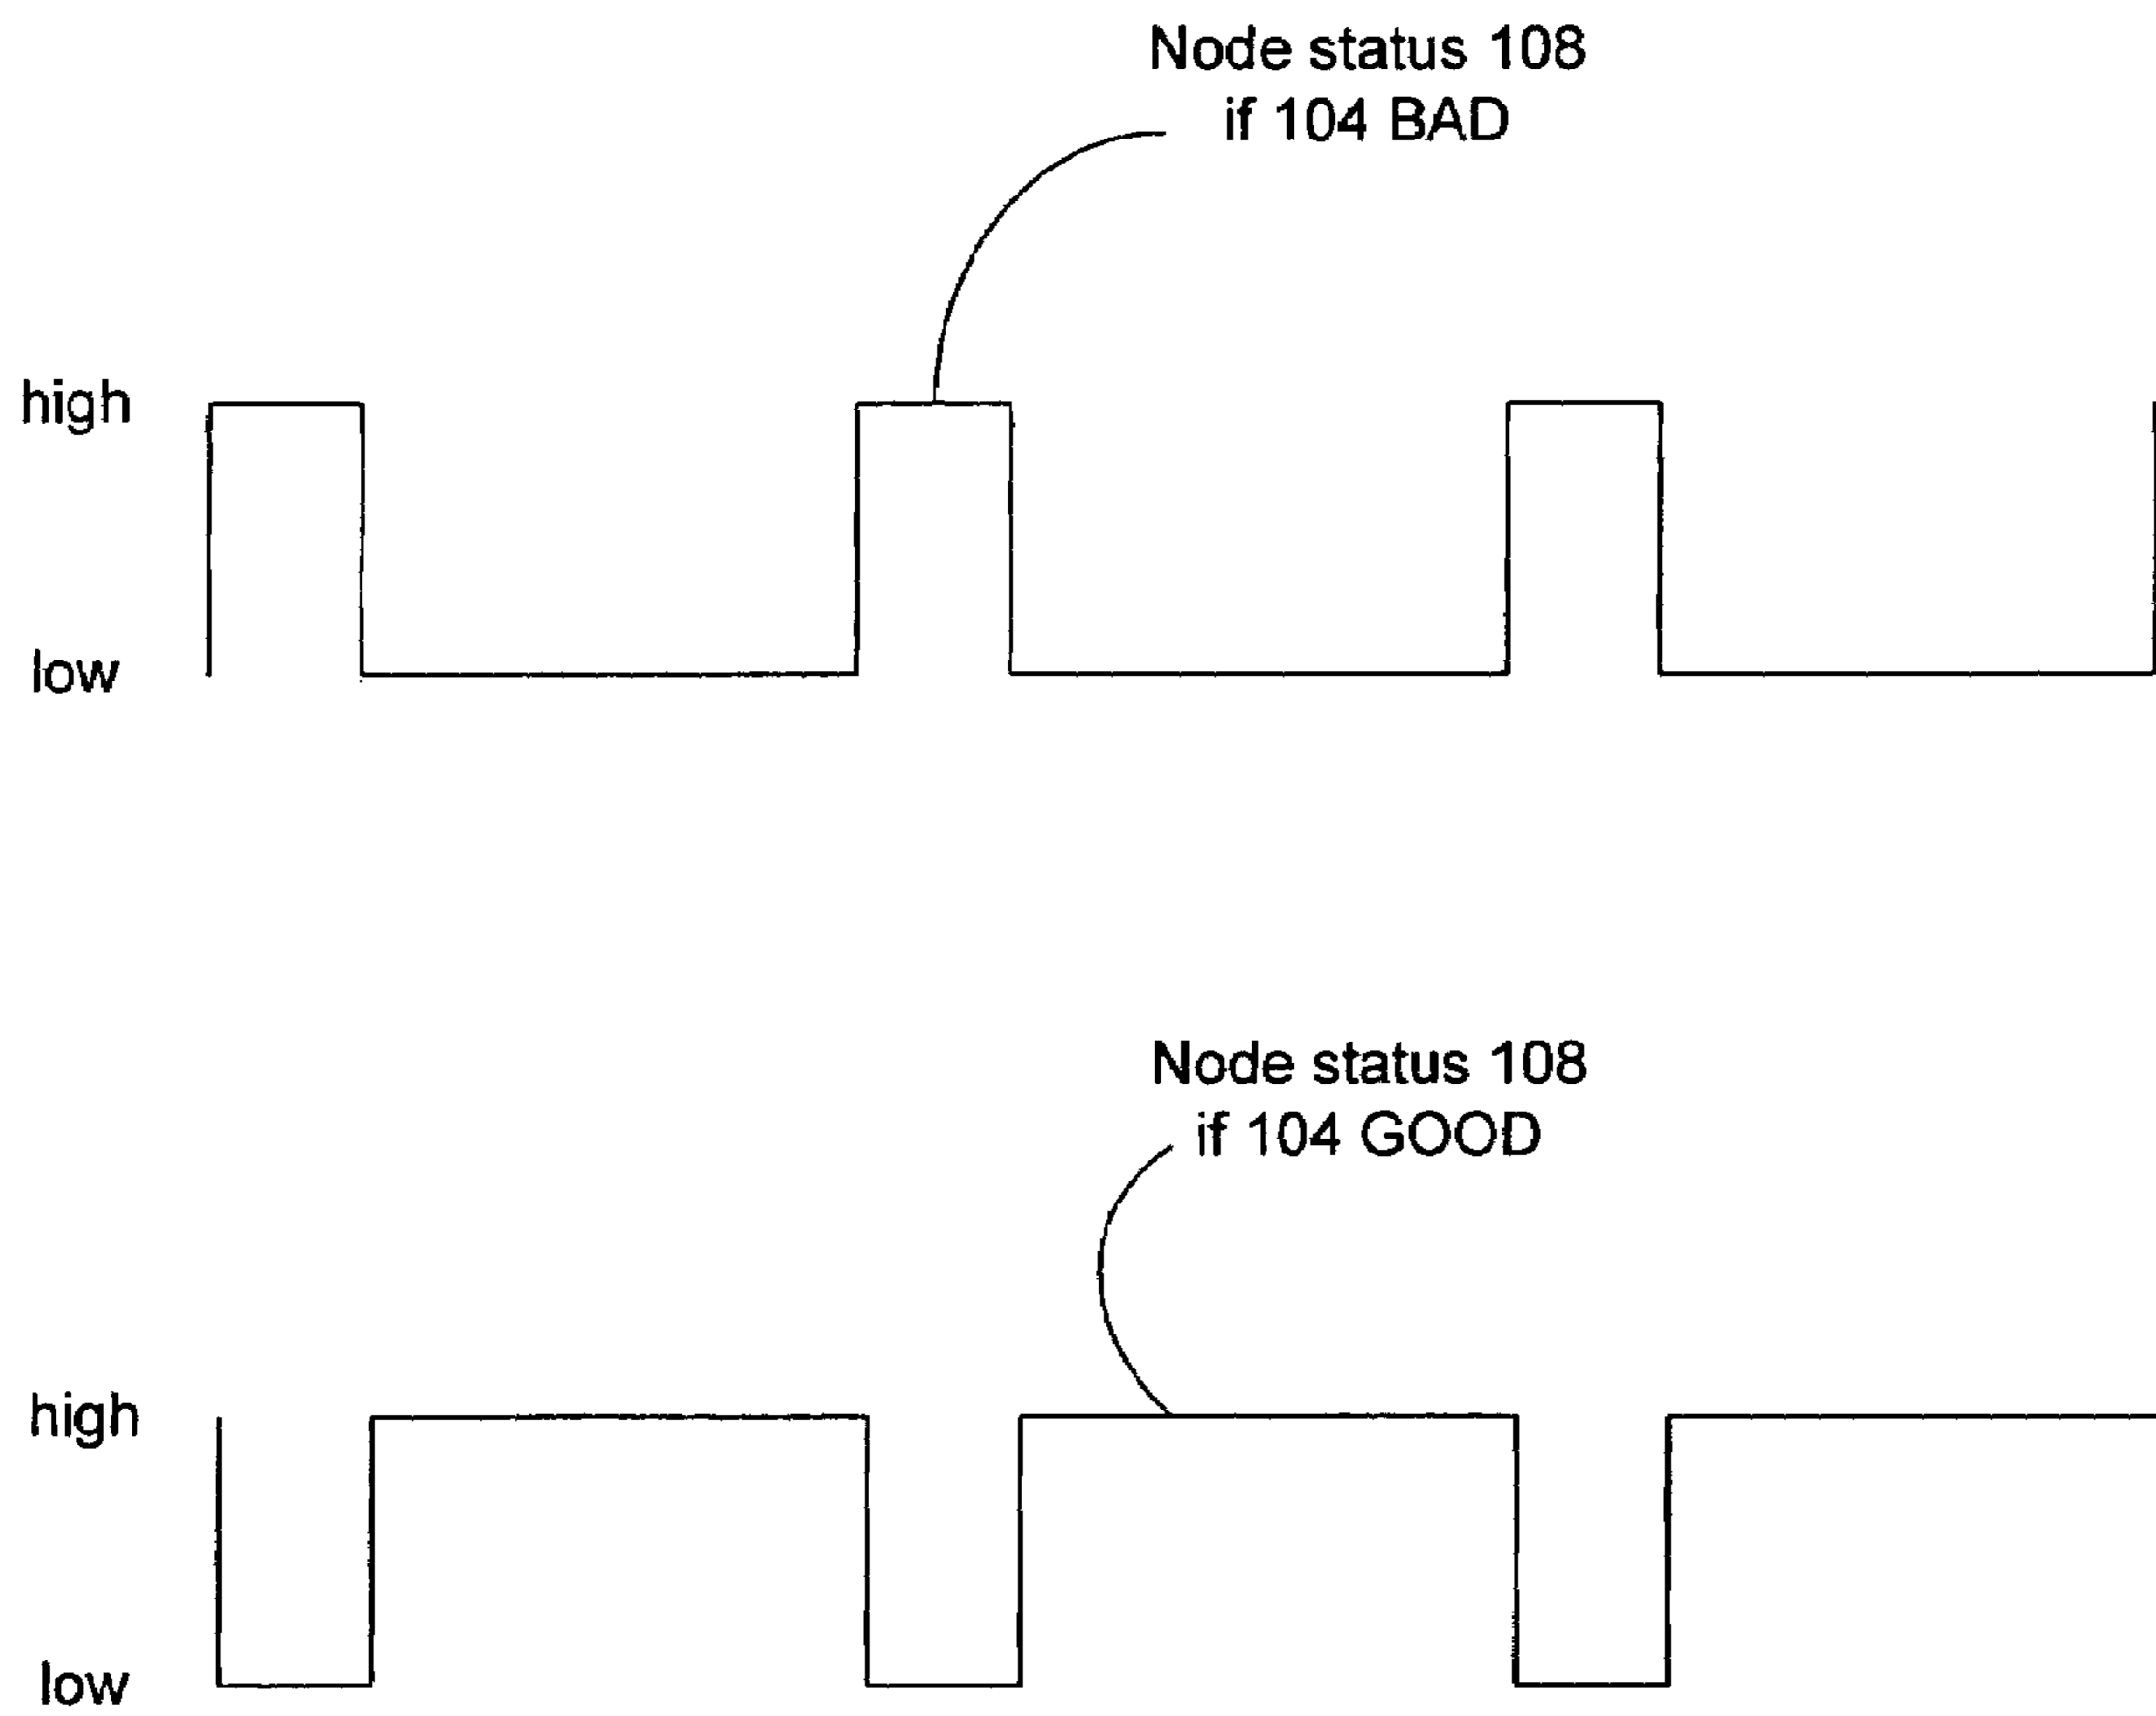 Node status 108
if 104 BAD
high
low
Node status 108
if 104 GOOD
high
low